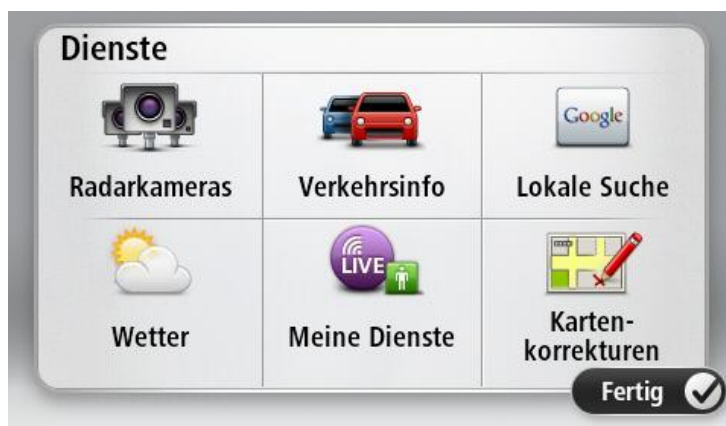 Dienste
Radarkameras
Verkehrsinfo
Google
Lokale Suche
Wetter
LIVE
Meine Dienste
Karten-
korrekturen
Fertig